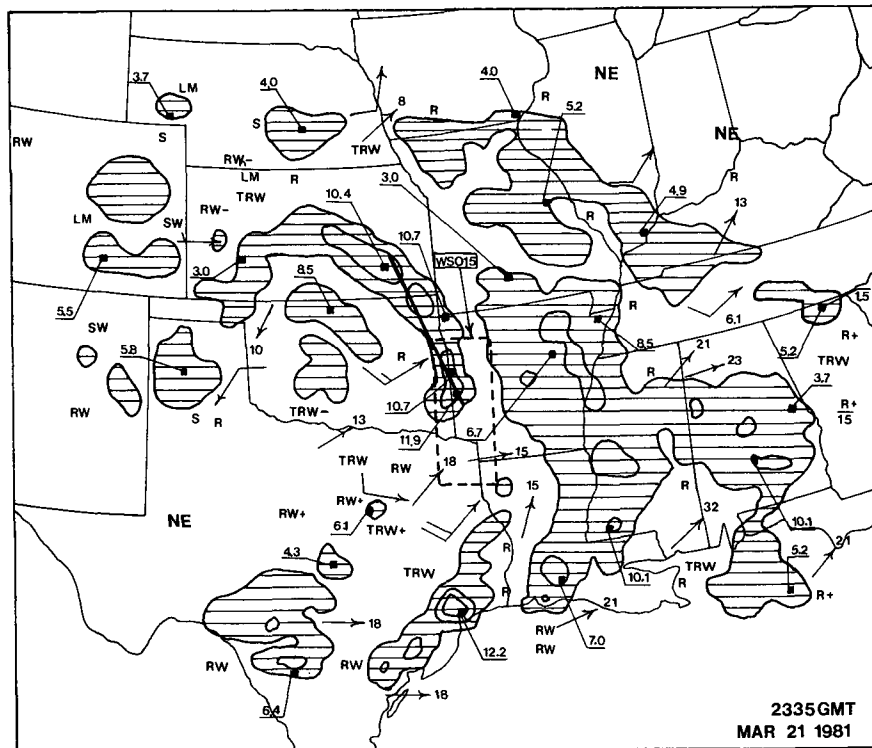 NE
3.7
LM
4.0
4.0
8
R
R
5.2
NE
S
S
RW
TRW
RW-
LM
R
TRW
10.4
3.0
R
4.9
R
13
RW-
LM
SW
10.7
WS015
R
3.0
8.5
5.5
R
6.1
1.5
SW
5.8
10
R
8.5
21
23
5.2
R+
TRW
R
3.7
R+
15
RW
S
R
TRW-
10.7
13
11.9
6.7
TRW
RW
18
15
NE
RW+
RW+
6.1
TRW+
15
R
32
10.1
4.3
TRW
R
10.1
TRW
5.2
21
R
R
R+
18
21
RW
RW
RW
RW
12.2
7.0
6.4
18
2335GMT
MAR 21 1981